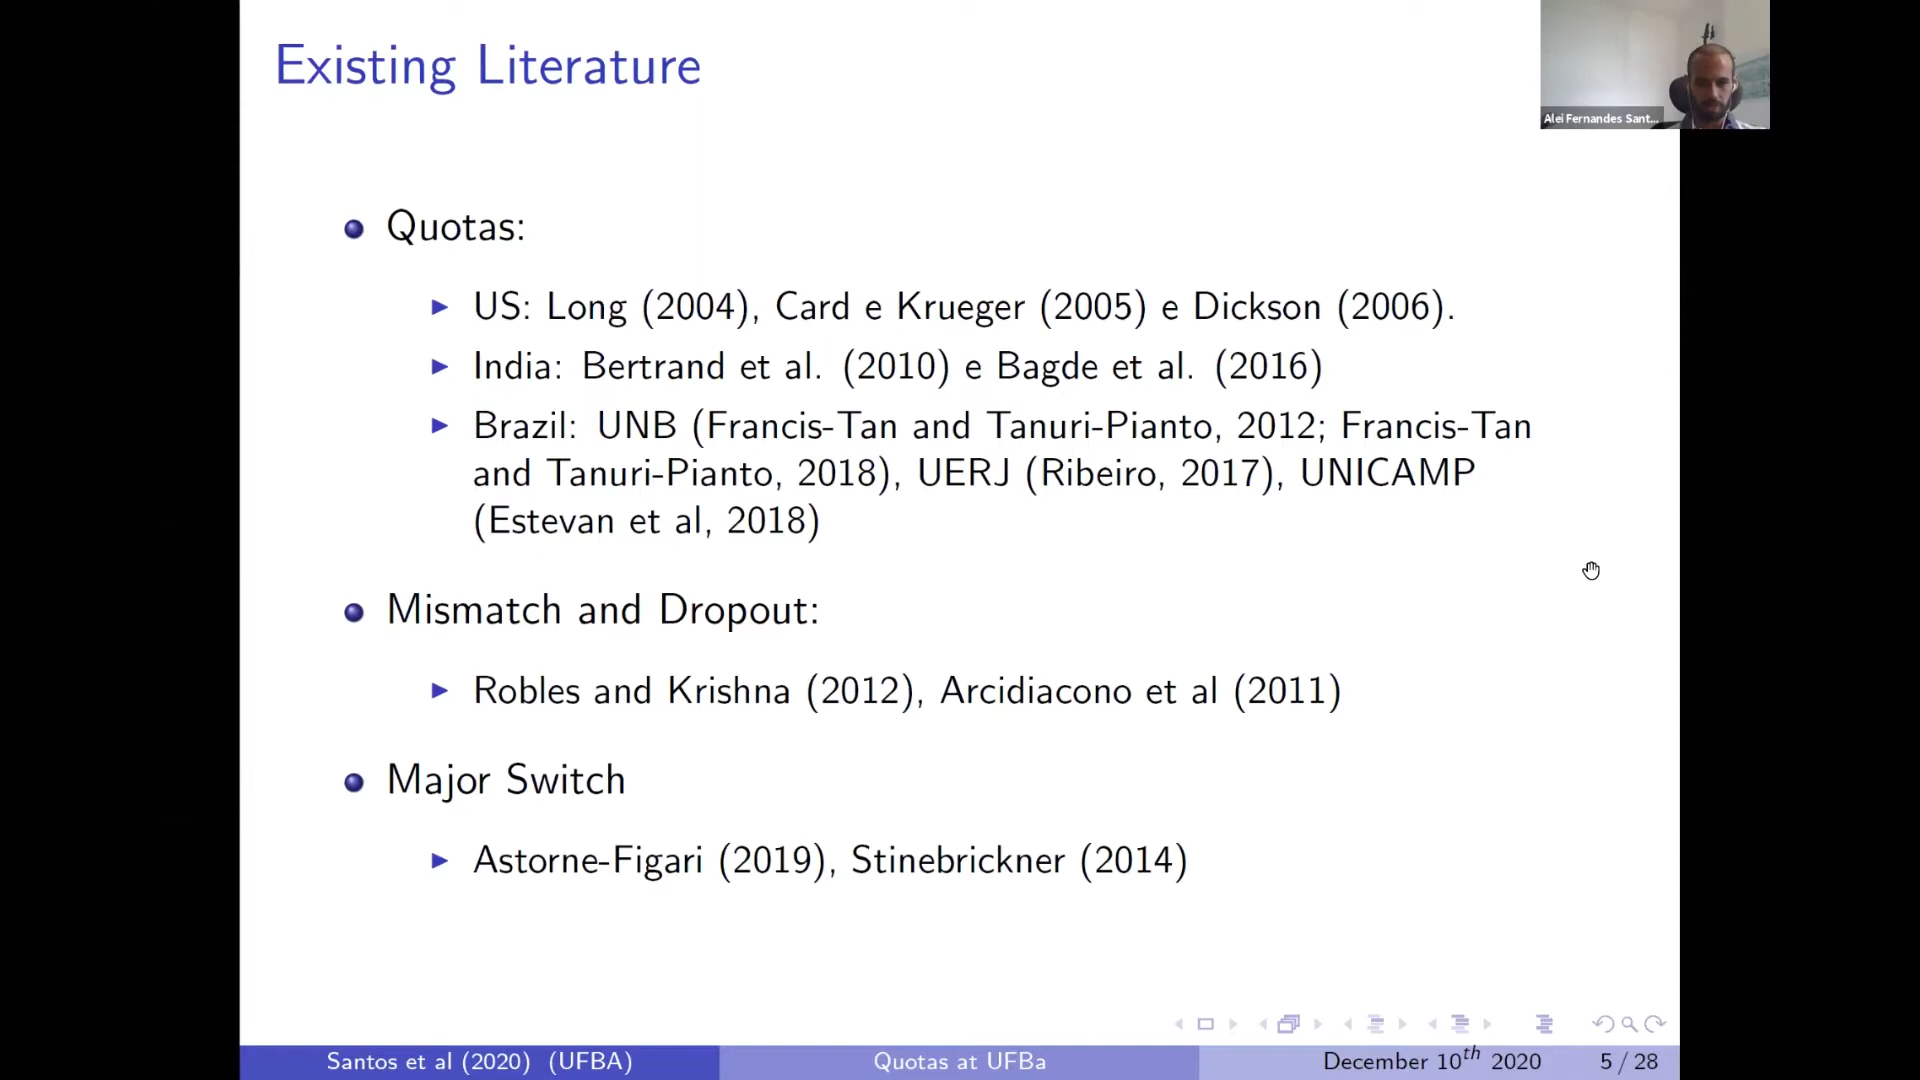 Existing Literature
Alei Fernandes Sant...
Quotas:
US: Long (2004), Card e Krueger (2005) e Dickson (2006).
India: Bertrand et al. (2010) e Bagde et al. (2016)
Brazil: UNB (Francis-Tan and Tanuri-Pianto, 2012; Francis-Tan
and Tanuri-Pianto, 2018), UERJ (Ribeiro, 2017), UNICAMP
(Estevan et al, 2018)
Mismatch and Dropout:
Robles and Krishna (2012), Arcidiacono et al (2011)
Major Switch
Astorne-Figari (2019), Stinebrickner (2014)
Santos et al (2020) (UFBA) Quotas at UFBa December 10th 2020 5 / 28